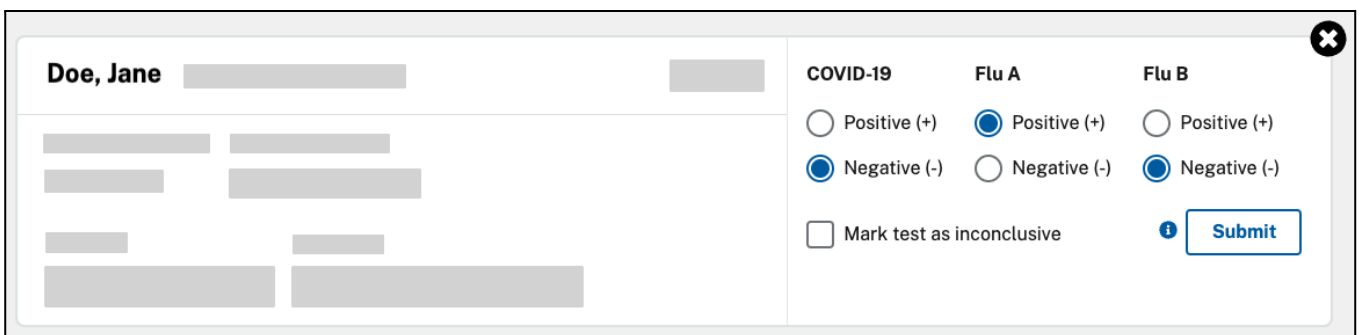 Doe, Jane
COVID-19 Flu A Flu B
Positive (+) Positive (+) Positive (+)
Negative (-) Negative (-) Negative (-)
Mark test as inconclusive Submit